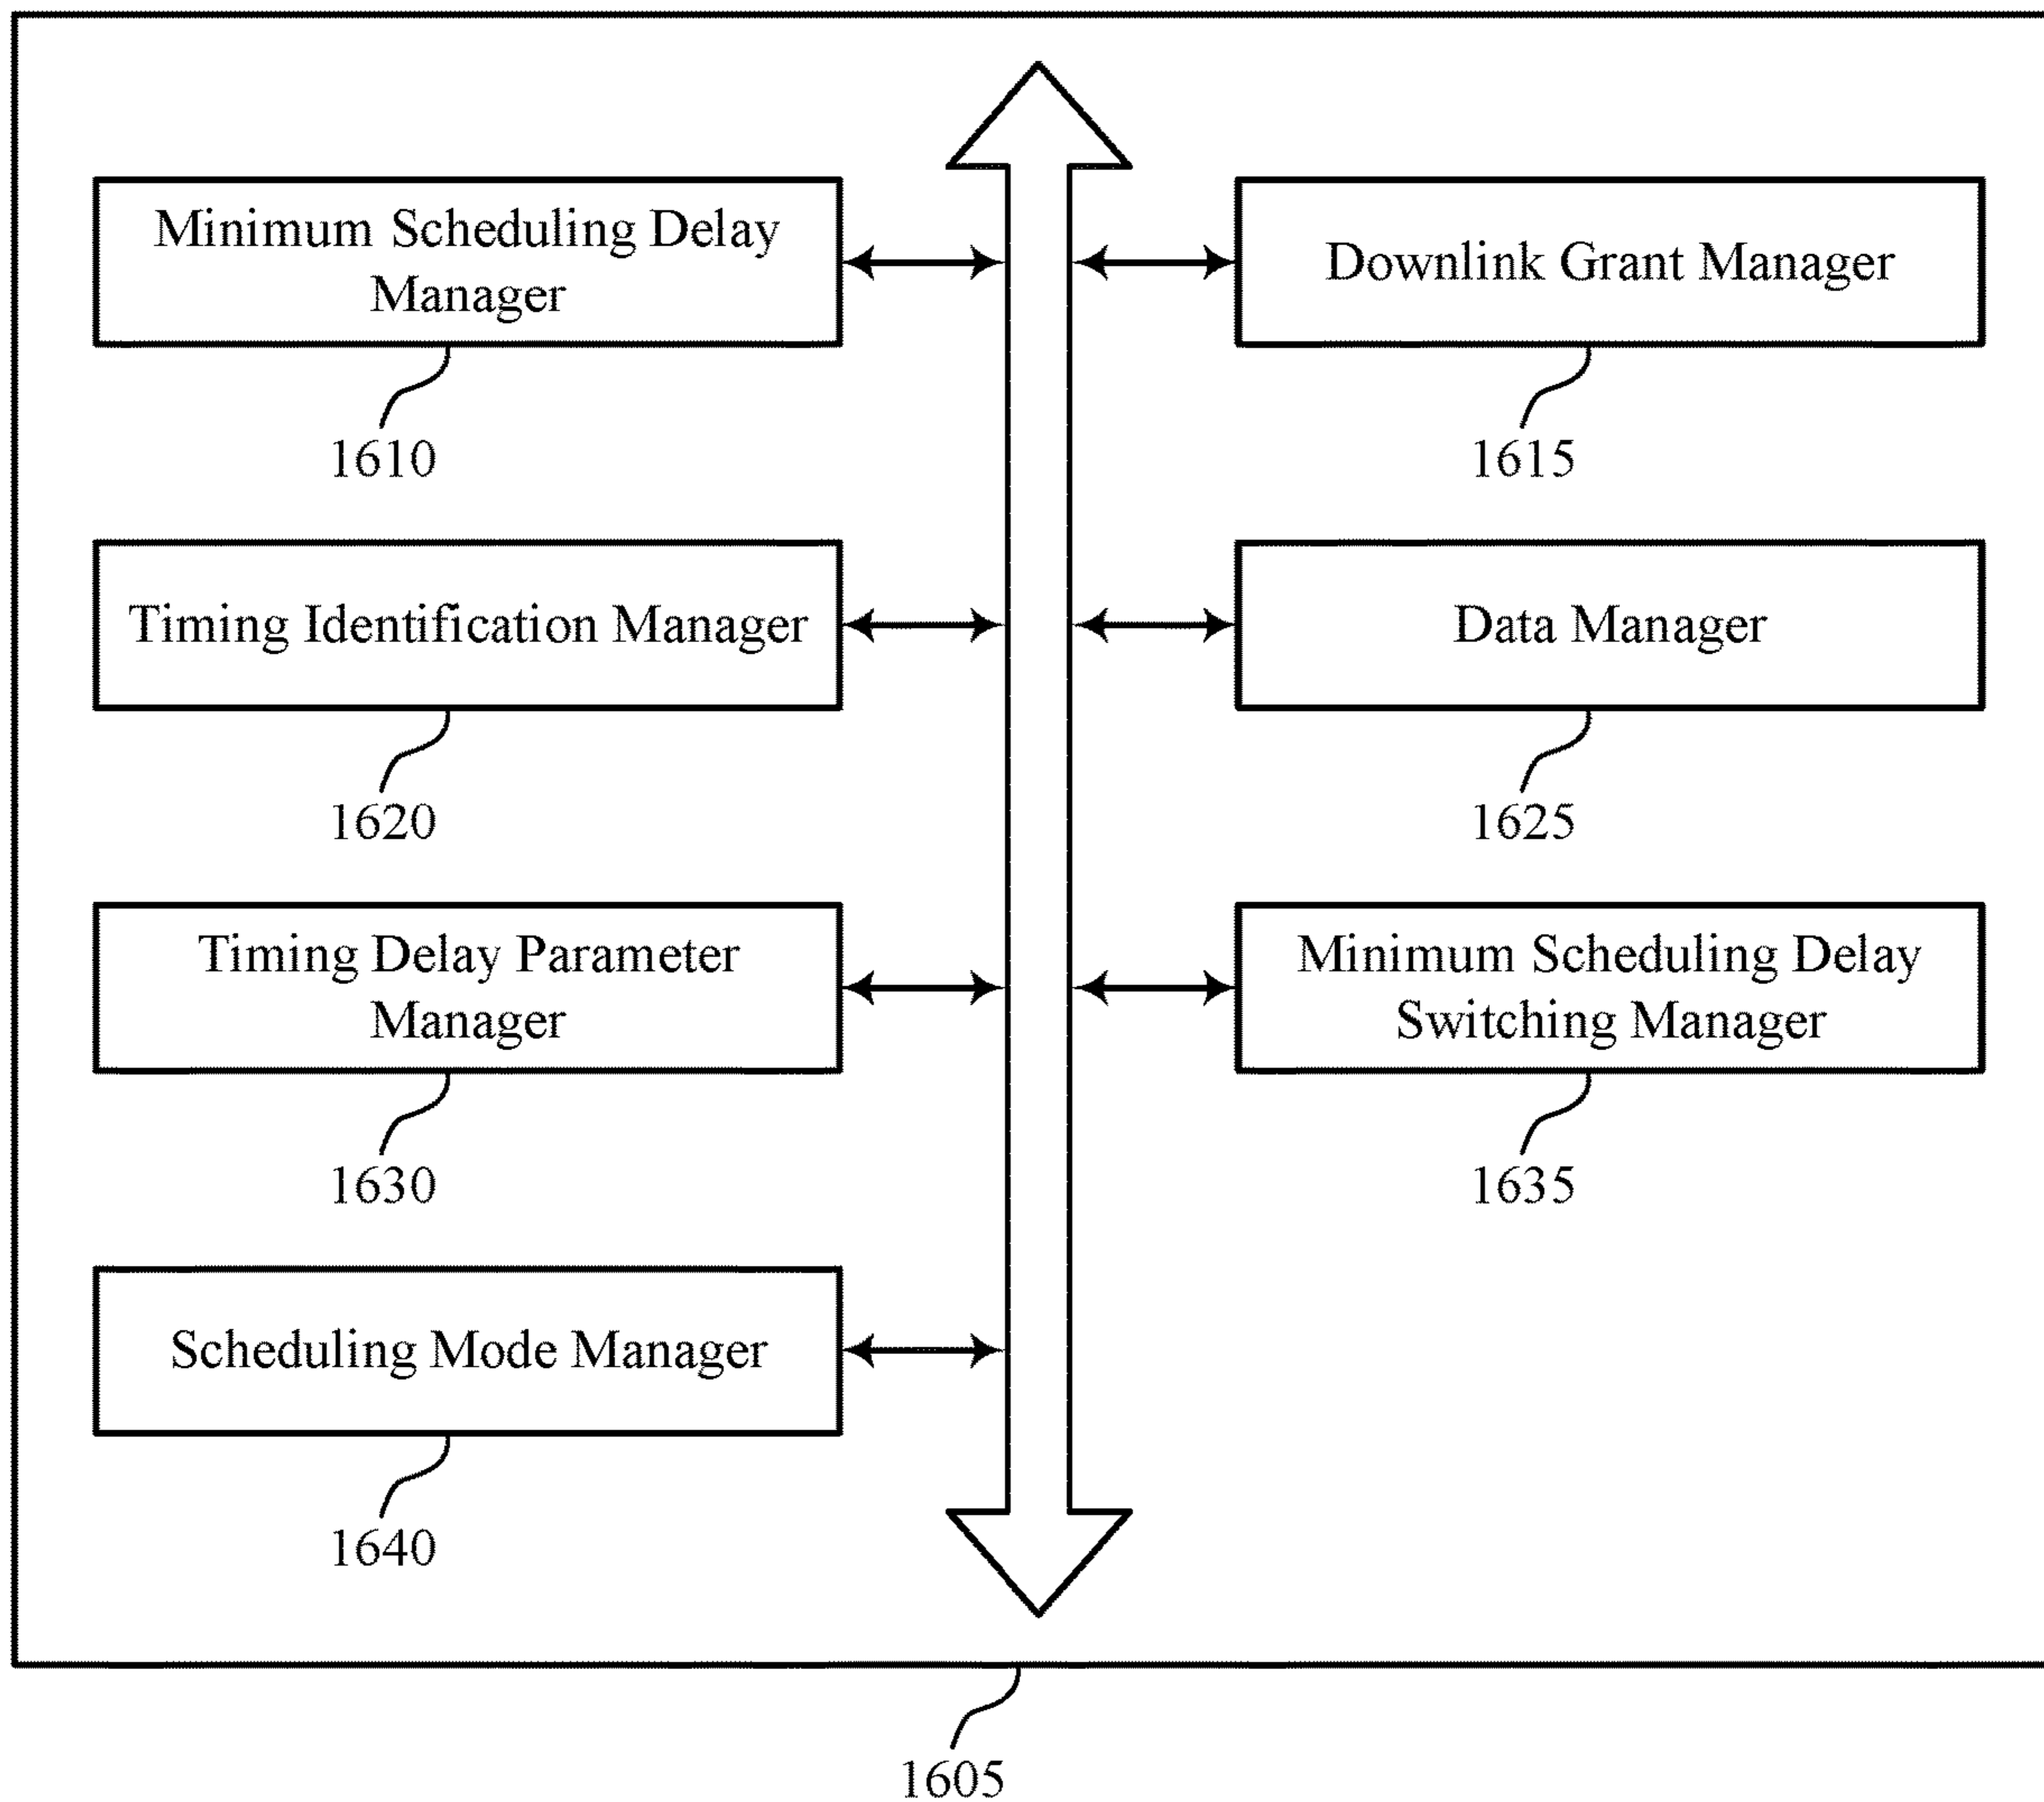 Minimum Scheduling Delay
Manager
1610
Downlink Grant Manager
1615
Timing Identification Manager
1620
Data Manager
1625
Timing Delay Parameter
Manager
1630
Minimum Scheduling Delay
Switching Manager
1635
Scheduling Mode Manager
1640
1605